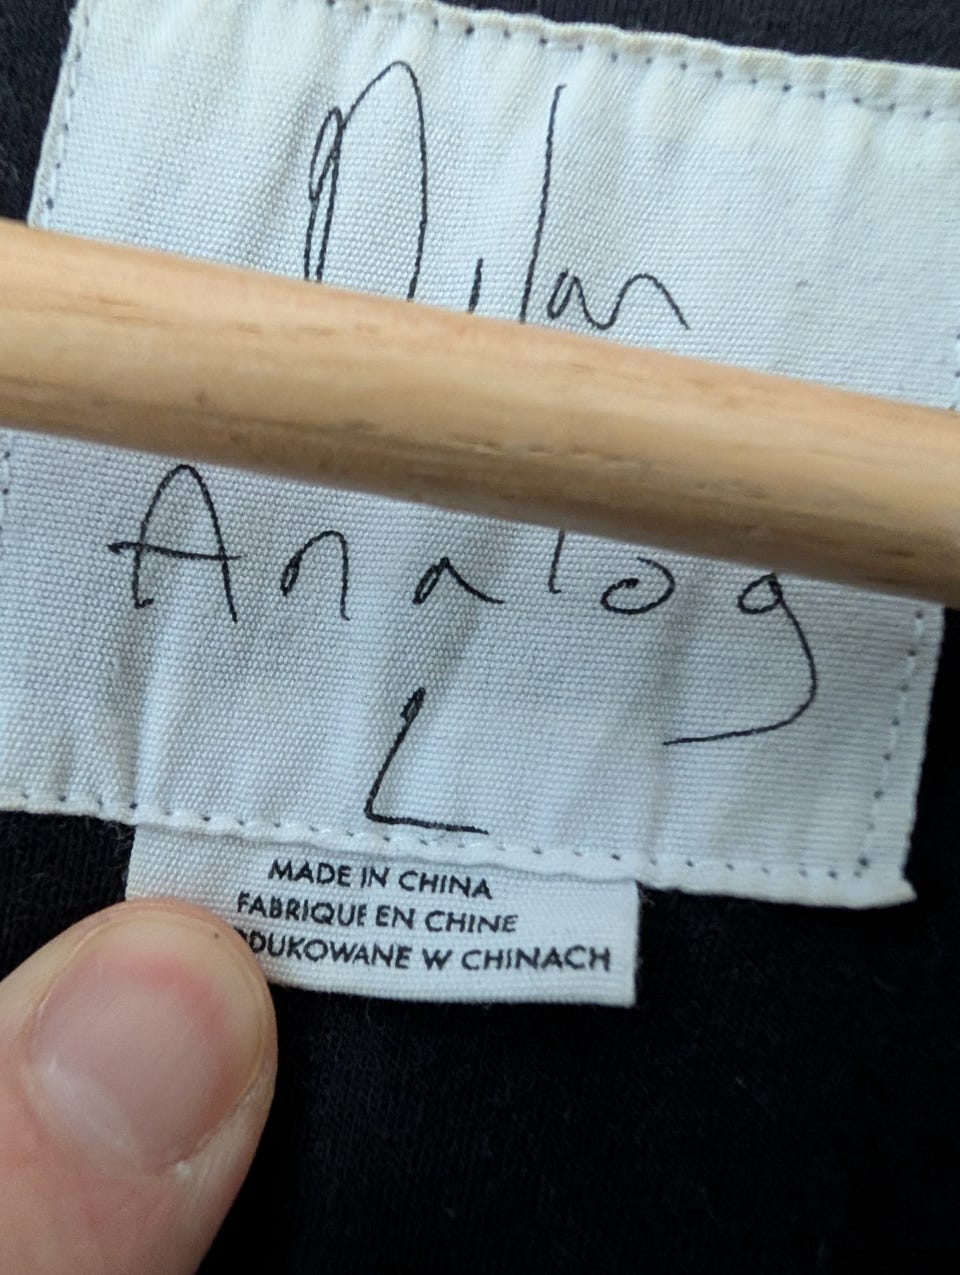 Analog
L
MADE IN CHINA
FABRIQUE EN CHINE
W CHINACH